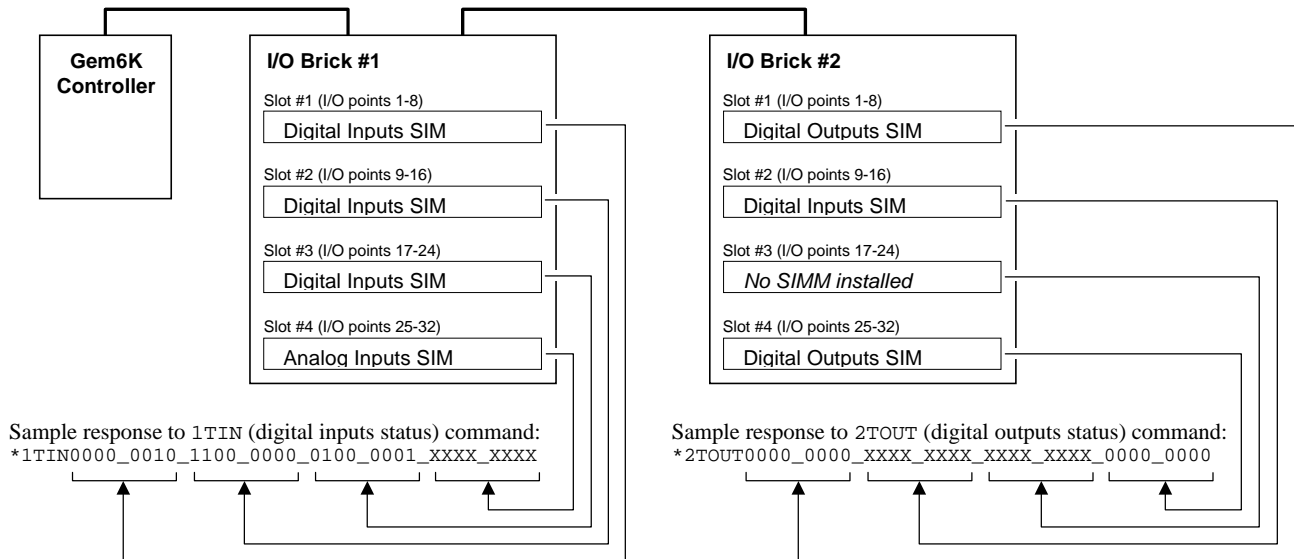 Gem6K
Controller
I/O Brick #1
Slot #1 (I/O points 1-8)
Digital Inputs SIM
Slot #2 (I/O points 9-16)
Digital Inputs SIM
Slot #3 (I/O points 17-24)
Digital Inputs SIM
Slot #4 (I/O points 25-32)
Analog Inputs SIM
I/O Brick #2
Slot #1 (I/O points 1-8)
Digital Outputs SIM
Slot #2 (I/O points 9-16)
Digital Inputs SIM
Slot #3 (I/O points 17-24)
No SIMM installed
Slot #4 (I/O points 25-32)
Digital Outputs SIM
Sample response to 1TIN (digital inputs status) command:
*1TIN0000_0010_1100_0000_0100_0001_XXXX_XXXX
Sample response to 2TOUT (digital outputs status) command:
*2TOUT0000_0000_XXXX_XXXX_XXXX_XXXX_0000_0000